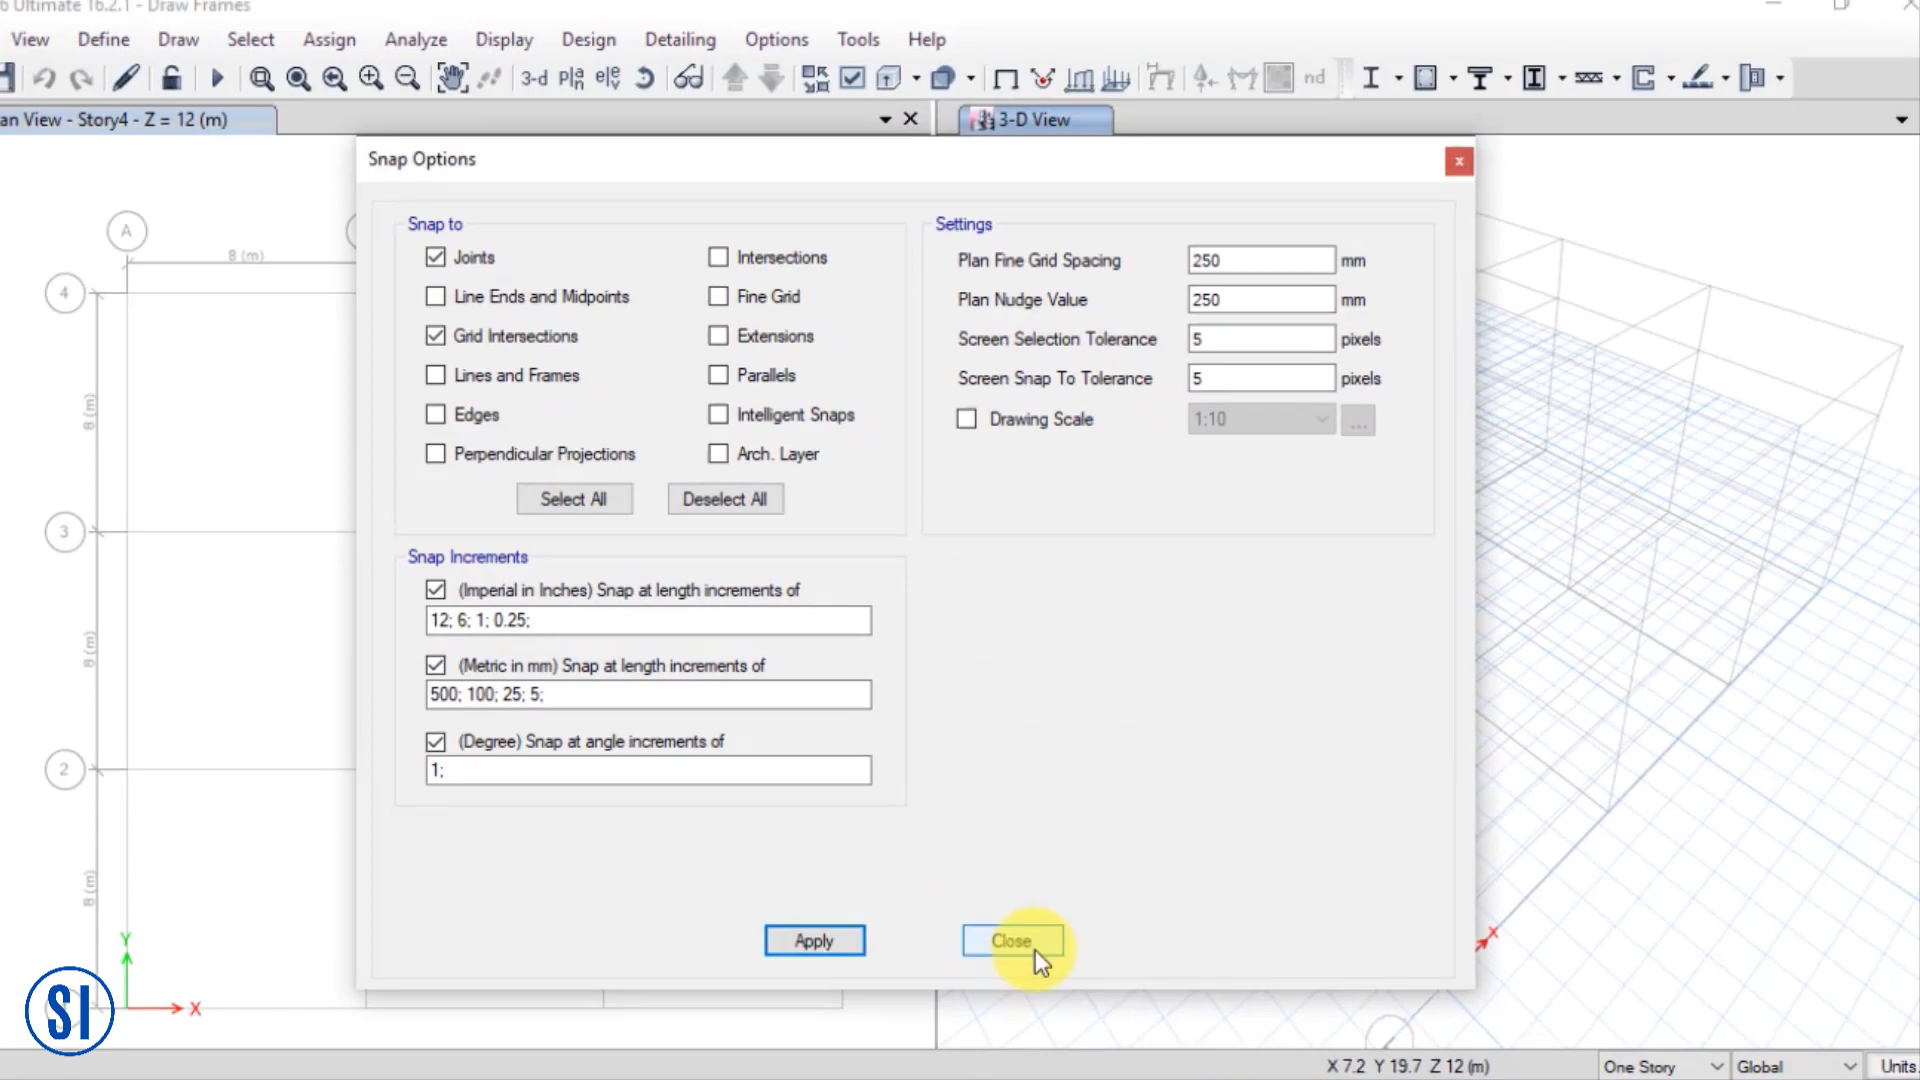 6 Ultimate 16.2.1 - Draw Frames
View Define Draw Select Assign Analyze Display Design Detailing Options Tools Help
3-d nd
an View - Story4 - Z = 12 (m)
3-D View
Snap Options
Snap to
Joints
Line Ends and Midpoints
Grid Intersections
Lines and Frames
Edges
Perpendicular Projections
Intersections
Fine Grid
Extensions
Parallels
Intelligent Snaps
Arch. Layer
Select All
Deselect All
Settings
Plan Fine Grid Spacing 250 mm
Plan Nudge Value 250 mm
Screen Selection Tolerance 5 pixels
Screen Snap To Tolerance 5 pixels
Drawing Scale 1:10 ...
Snap Increments
(Imperial in Inches) Snap at length increments of
12; 6; 1; 0.25;
(Metric in mm) Snap at length increments of
500; 100; 25; 5;
(Degree) Snap at angle increments of
1;
Apply
Close
A
8 (m)
4
8 (m)
3
8 (m)
2
8 (m)
Y
X
X
SI
X 7.2 Y 19.7 Z 12 (m)
One Story
Global
Units